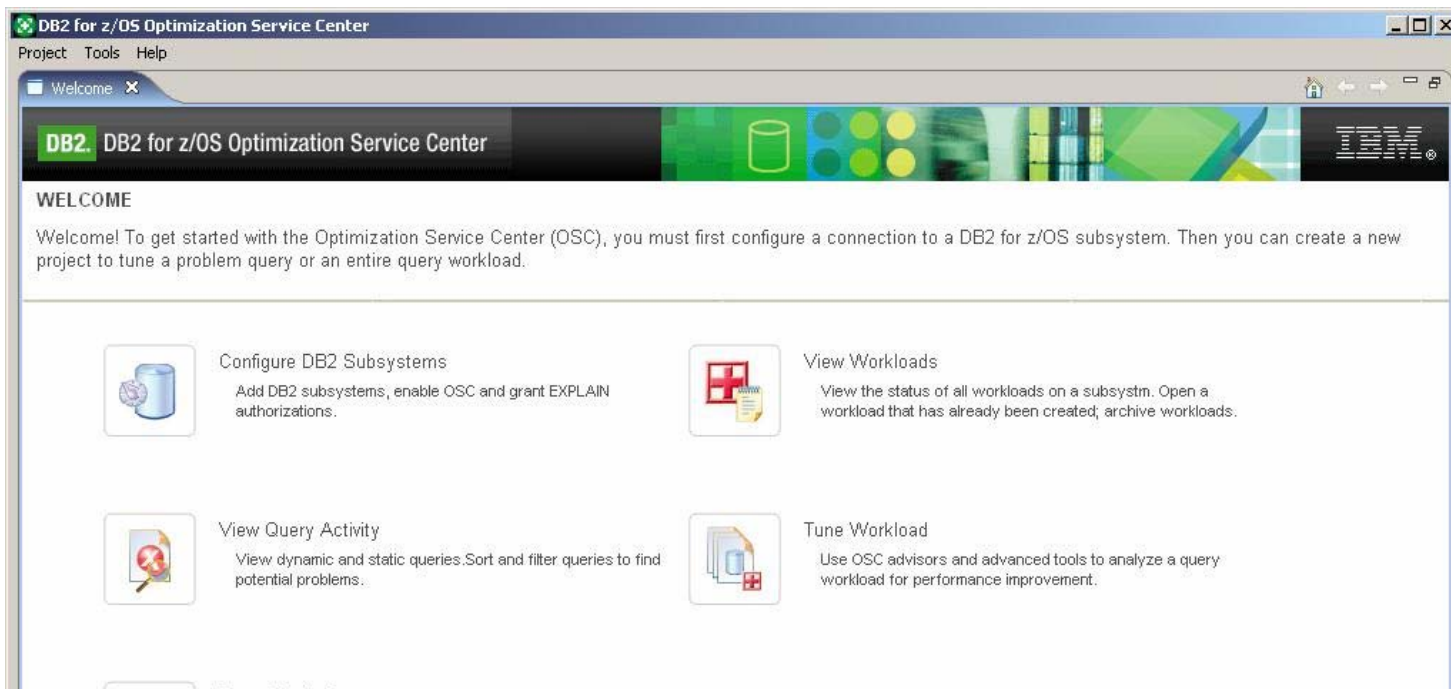 DB2 for z/OS Optimization Service Center
Project Tools Help
Welcome
DB2. DB2 for z/OS Optimization Service Center
IBM®
WELCOME
Welcome! To get started with the Optimization Service Center (OSC), you must first configure a connection to a DB2 for z/OS subsystem. Then you can create a new
project to tune a problem query or an entire query workload.
Configure DB2 Subsystems
Add DB2 subsystems, enable OSC and grant EXPLAIN
authorizations.
View Workloads
View the status of all workloads on a subsystm. Open a
workload that has already been created; archive workloads.
View Query Activity
View dynamic and static queries.Sort and filter queries to find
potential problems.
Tune Workload
Use OSC advisors and advanced tools to analyze a query
workload for performance improvement.